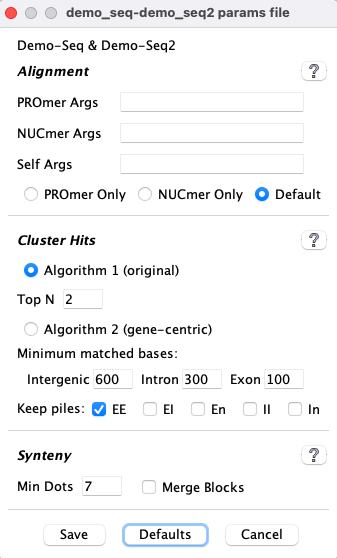 demo_seq-demo_seq2 params file
Demo-Seq & Demo-Seq2
Alignment ?
PROmer Args
NUCmer Args
Self Args
PROmer Only NUCmer Only Default
Cluster Hits ?
Algorithm 1 (original)
Top N 2
Algorithm 2 (gene-centric)
Minimum matched bases:
Intergenic 600 Intron 300 Exon 100
Keep piles: EE EI En II In
Synteny ?
Min Dots 7 Merge Blocks
Save Defaults Cancel